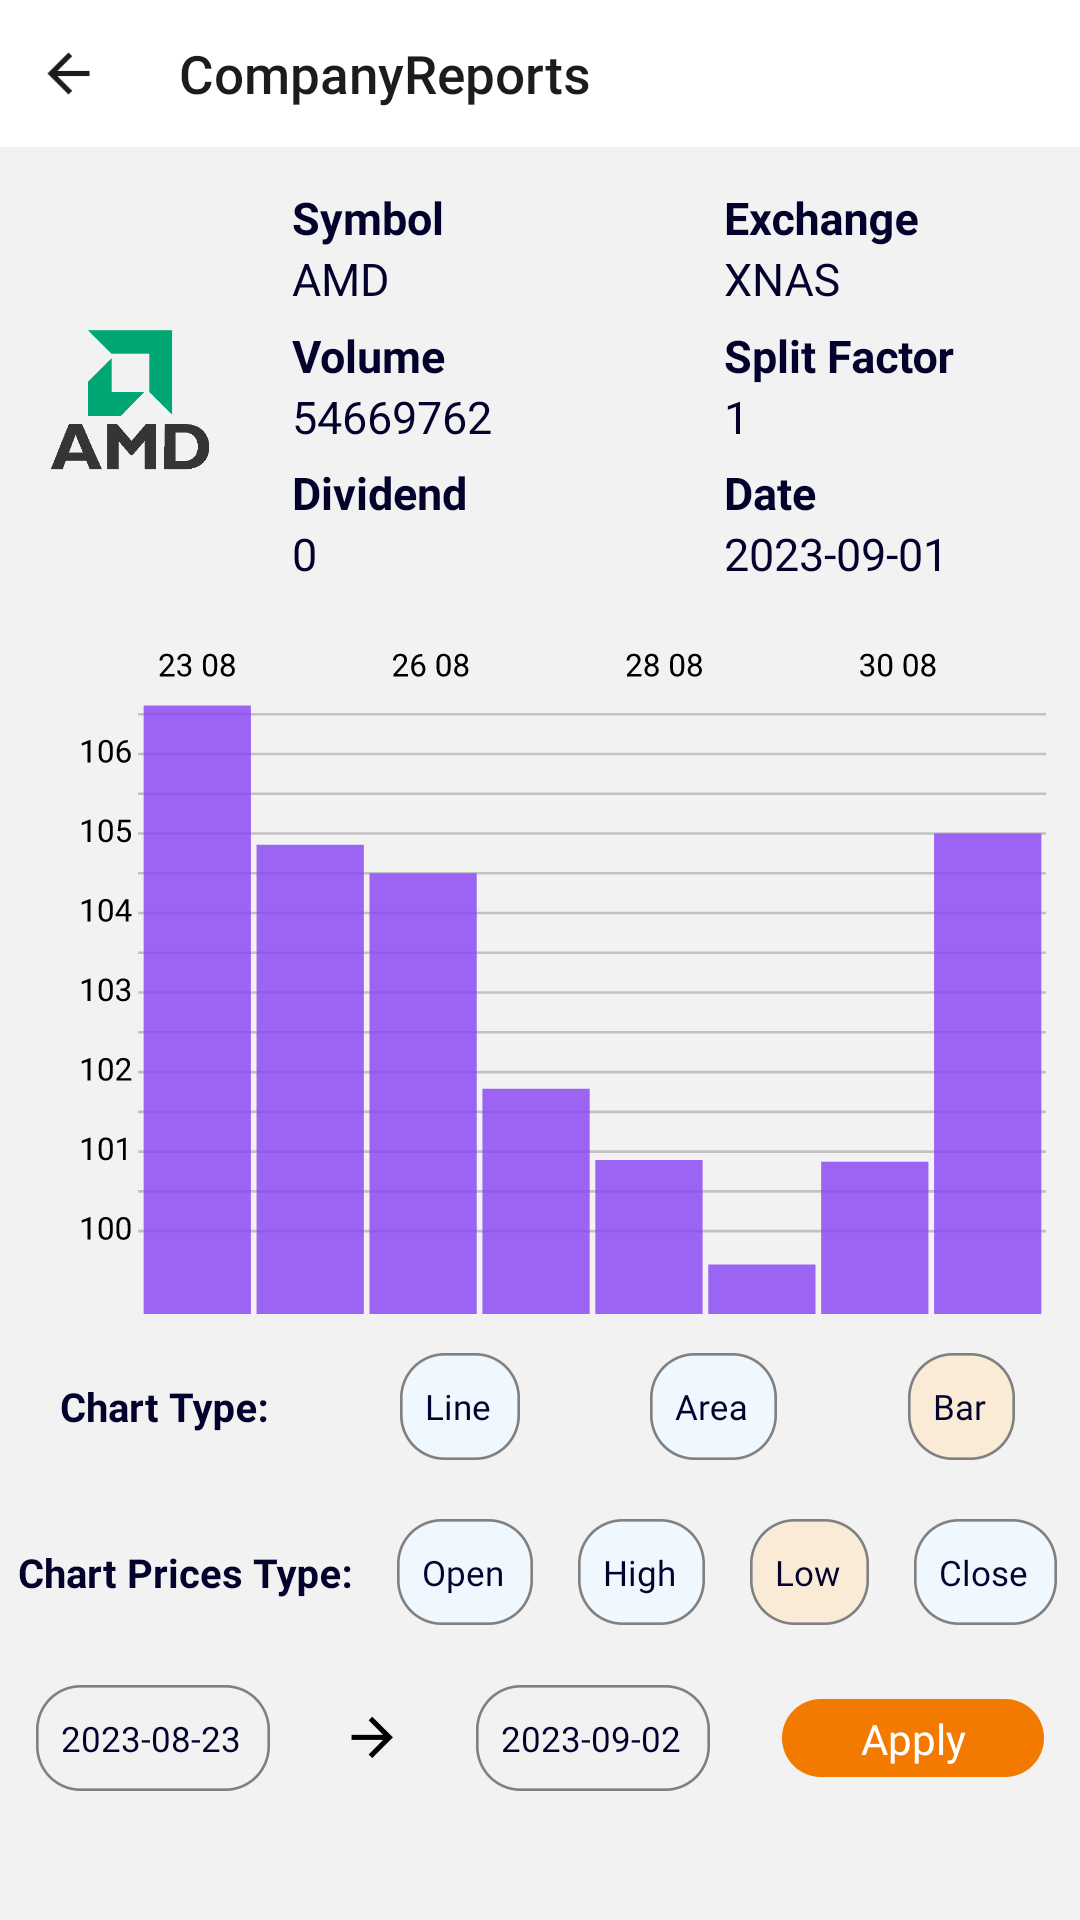 CompanyReports
Symbol
AMD
Exchange
XNAS
AMD
Volume
54669762
Split Factor
1
Dividend
0
Date
2023-09-01
23 08 26 08 28 08 30 08
106
105
104
103
102
101
100
Chart Type: Line Area Bar
Chart Prices Type: Open High Low Close
2023-08-23 → 2023-09-02 Apply